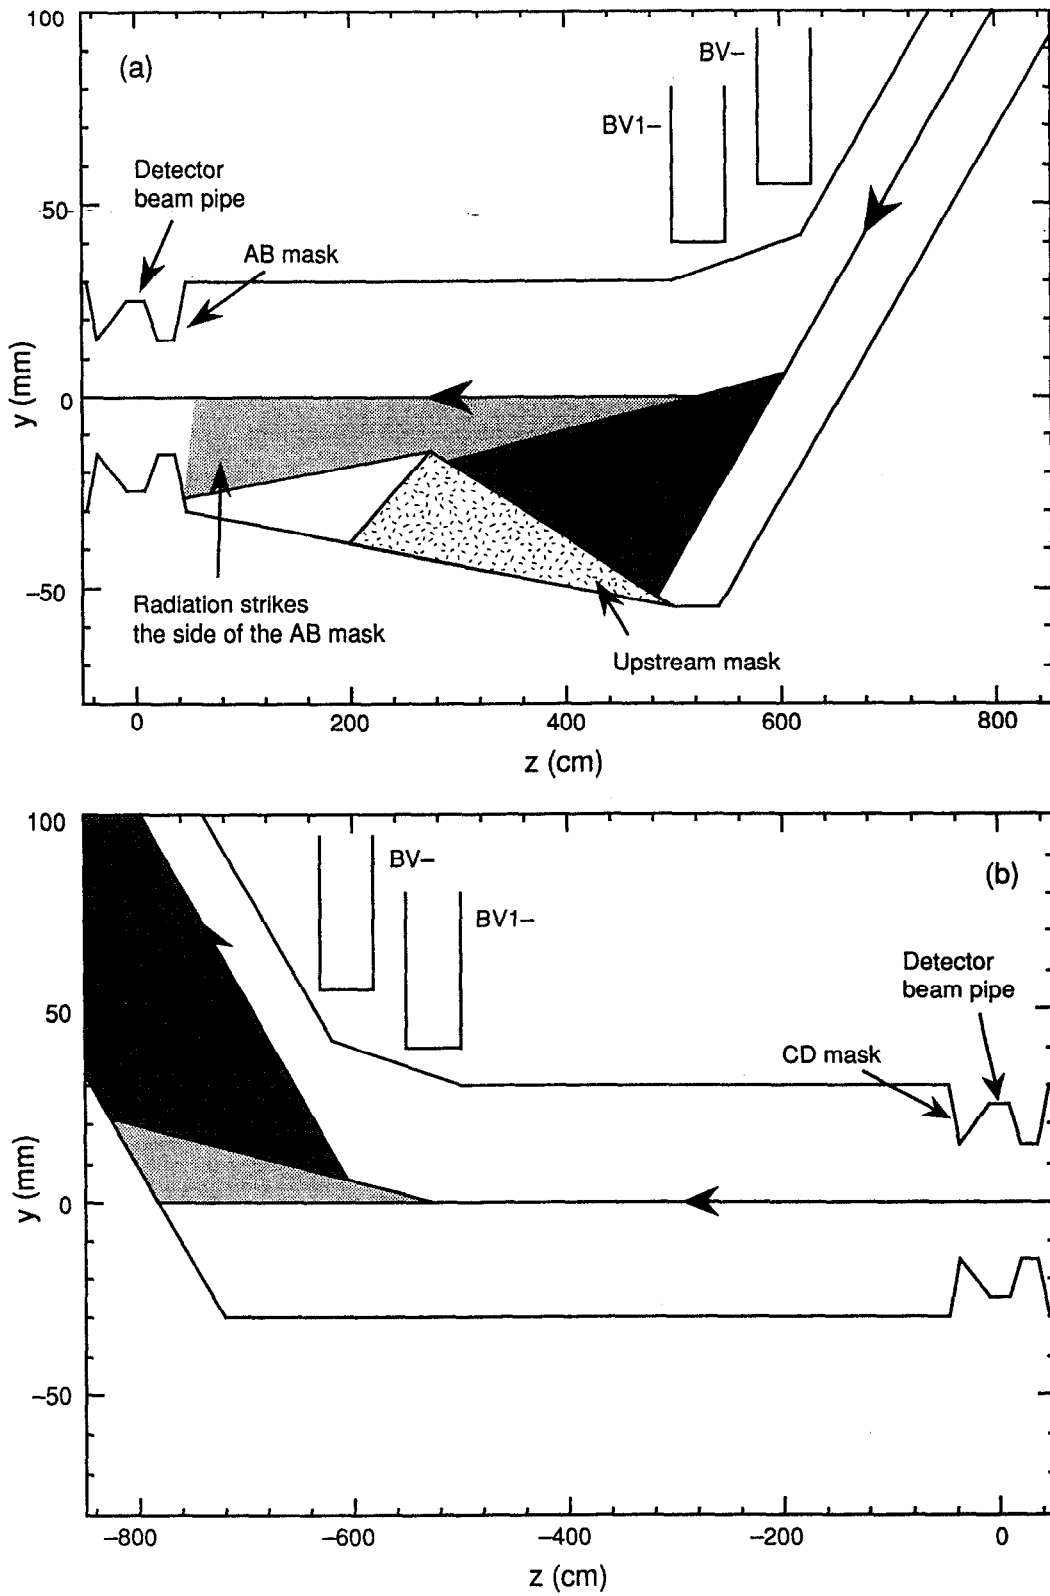 100
(a)
BV–
BV1–
Detector
beam pipe
50
AB mask
y (mm)
0
–50
Radiation strikes
the side of the AB mask
Upstream mask
0
200
400
600
800
z (cm)
100
BV–
(b)
BV1–
Detector
beam pipe
50
CD mask
y (mm)
0
–50
–800
–600
–400
–200
0
z (cm)